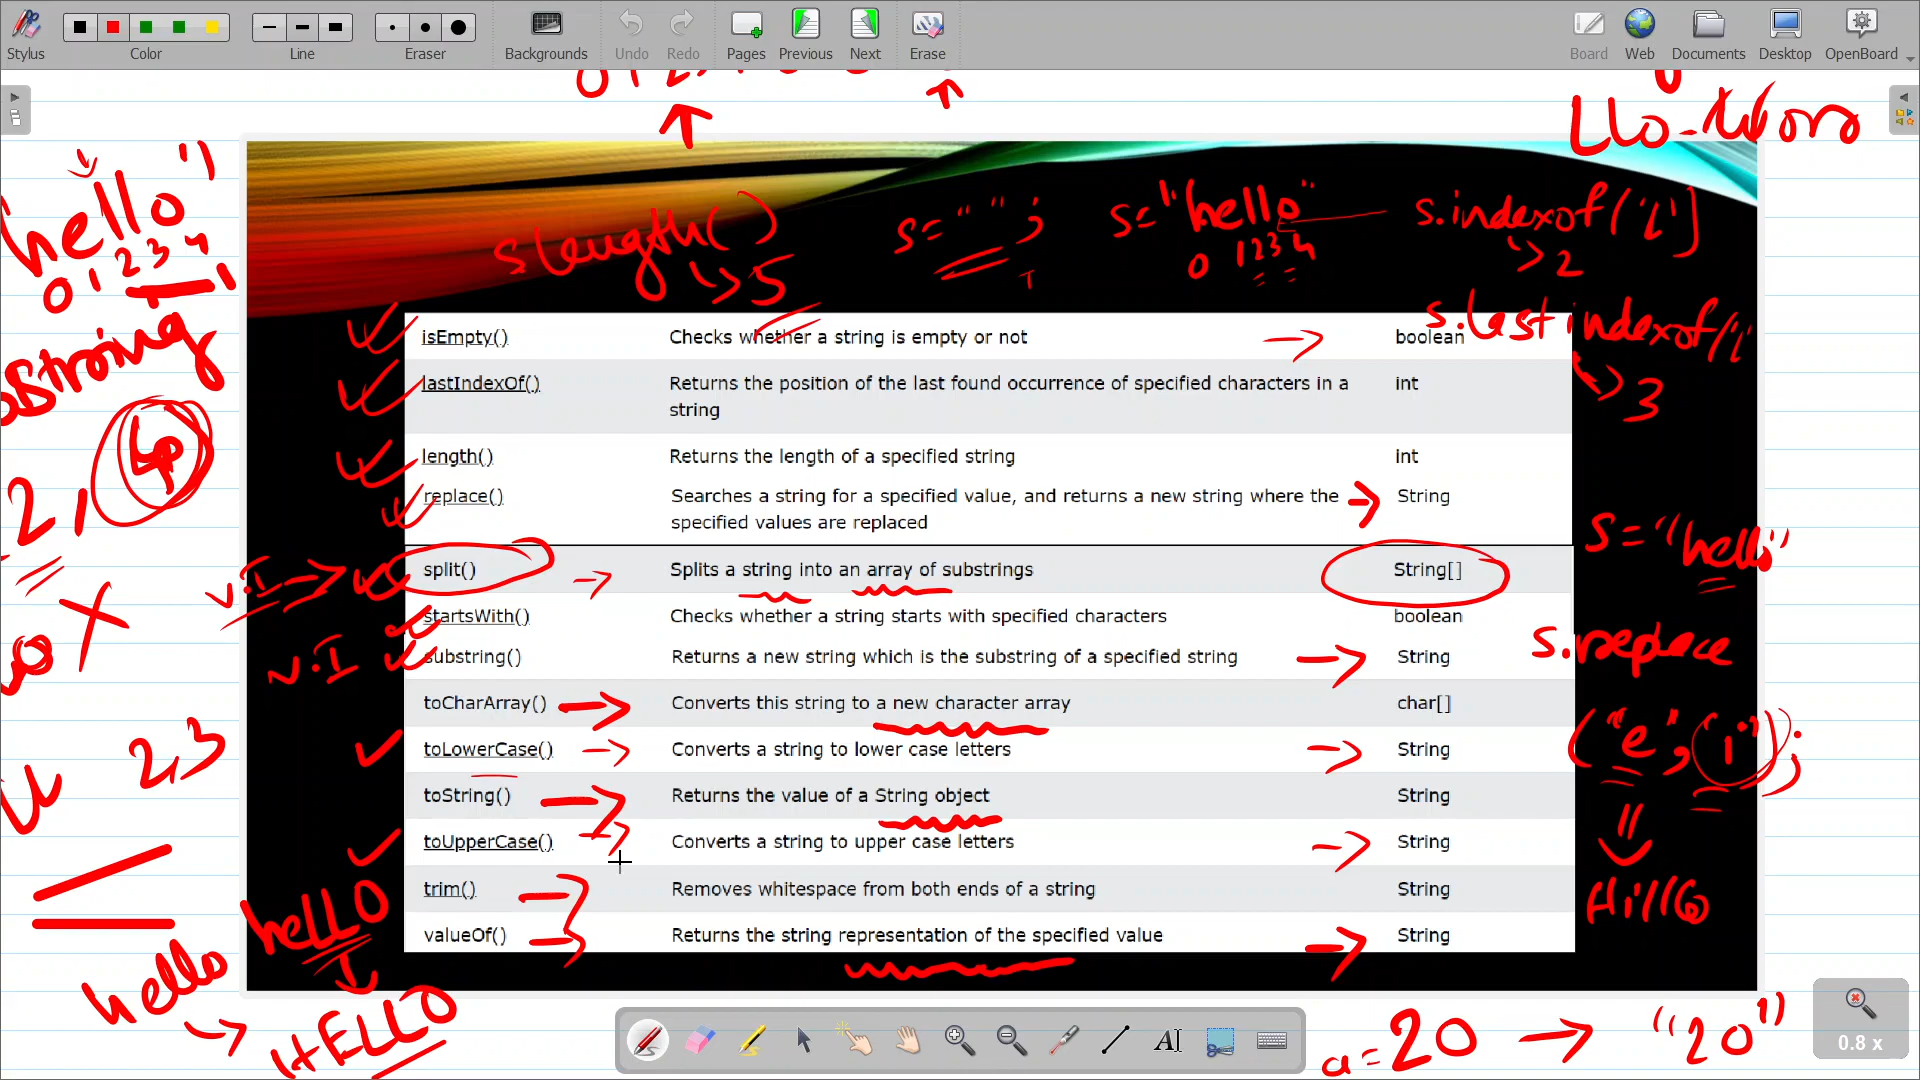 Stylus Color Line Eraser Backgrounds Undo Redo Pages Previous Next Erase Board Web Documents Desktop OpenBoard
hello
0 1 2 3 4
s.length()
5
s=" ";
s="hello"
0 1 2 3 4
s.indexof('l')
2
s.lastindexof('l'
3
isEmpty() Checks whether a string is empty or not boolean
lastIndexOf() Returns the position of the last found occurrence of specified characters in a string int
length() Returns the length of a specified string int
replace() Searches a string for a specified value, and returns a new string where the specified values are replaced String
split() Splits a string into an array of substrings String[]
startsWith() Checks whether a string starts with specified characters boolean
substring() Returns a new string which is the substring of a specified string String
toCharArray() Converts this string to a new character array char[]
toLowerCase() Converts a string to lower case letters String
toString() Returns the value of a String object String
toUpperCase() Converts a string to upper case letters String
trim() Removes whitespace from both ends of a string String
valueOf() Returns the string representation of the specified value String
V.I
V.I
2,
2,3
s="hello"
s.replace
("e","i");
Hillo
hello
HELLO
hello
a=20 → "20"
0.8 x